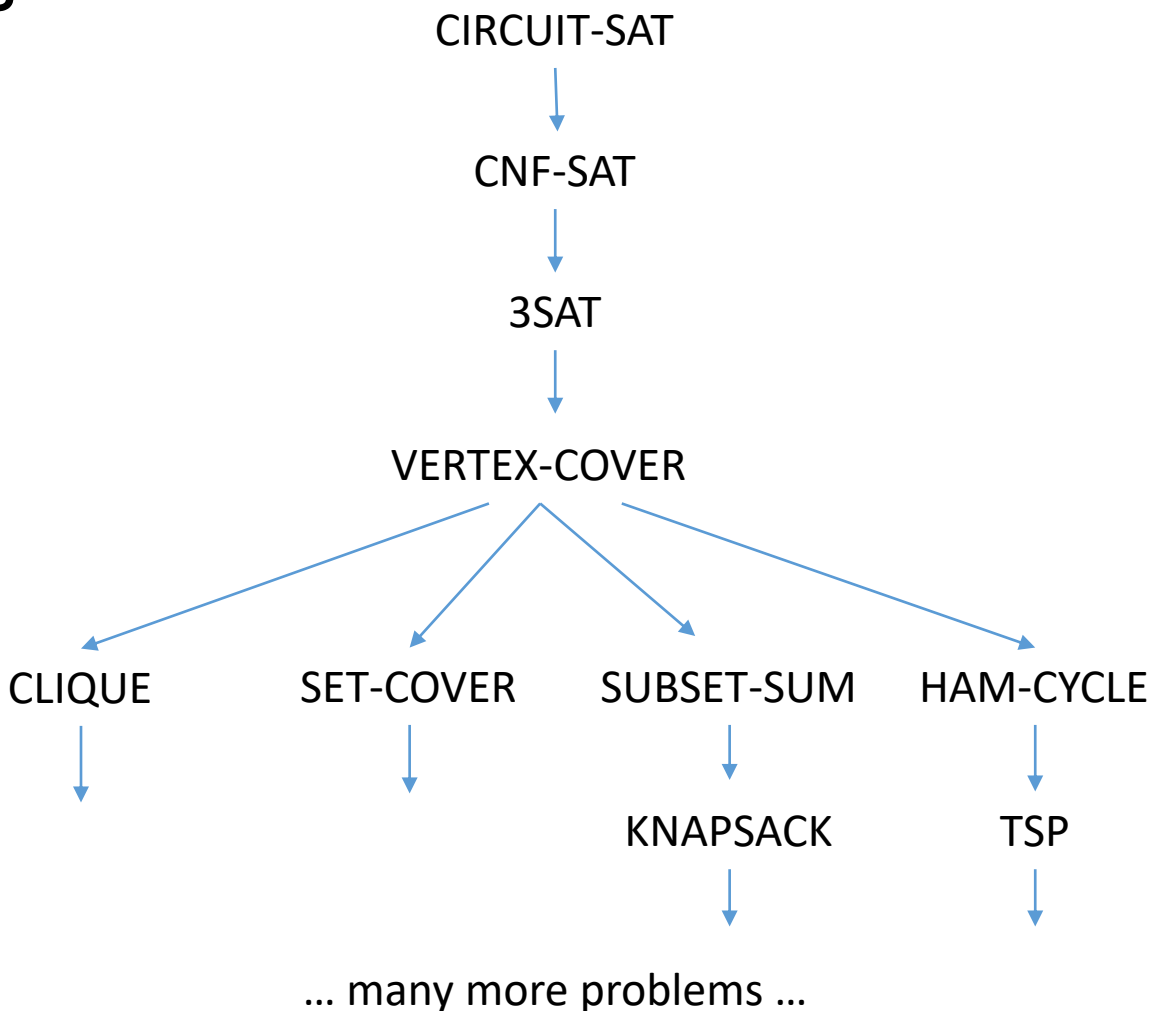 CIRCUIT-SAT
CNF-SAT
3SAT
VERTEX-COVER
CLIQUE SET-COVER SUBSET-SUM HAM-CYCLE
KNAPSACK TSP
... many more problems ...